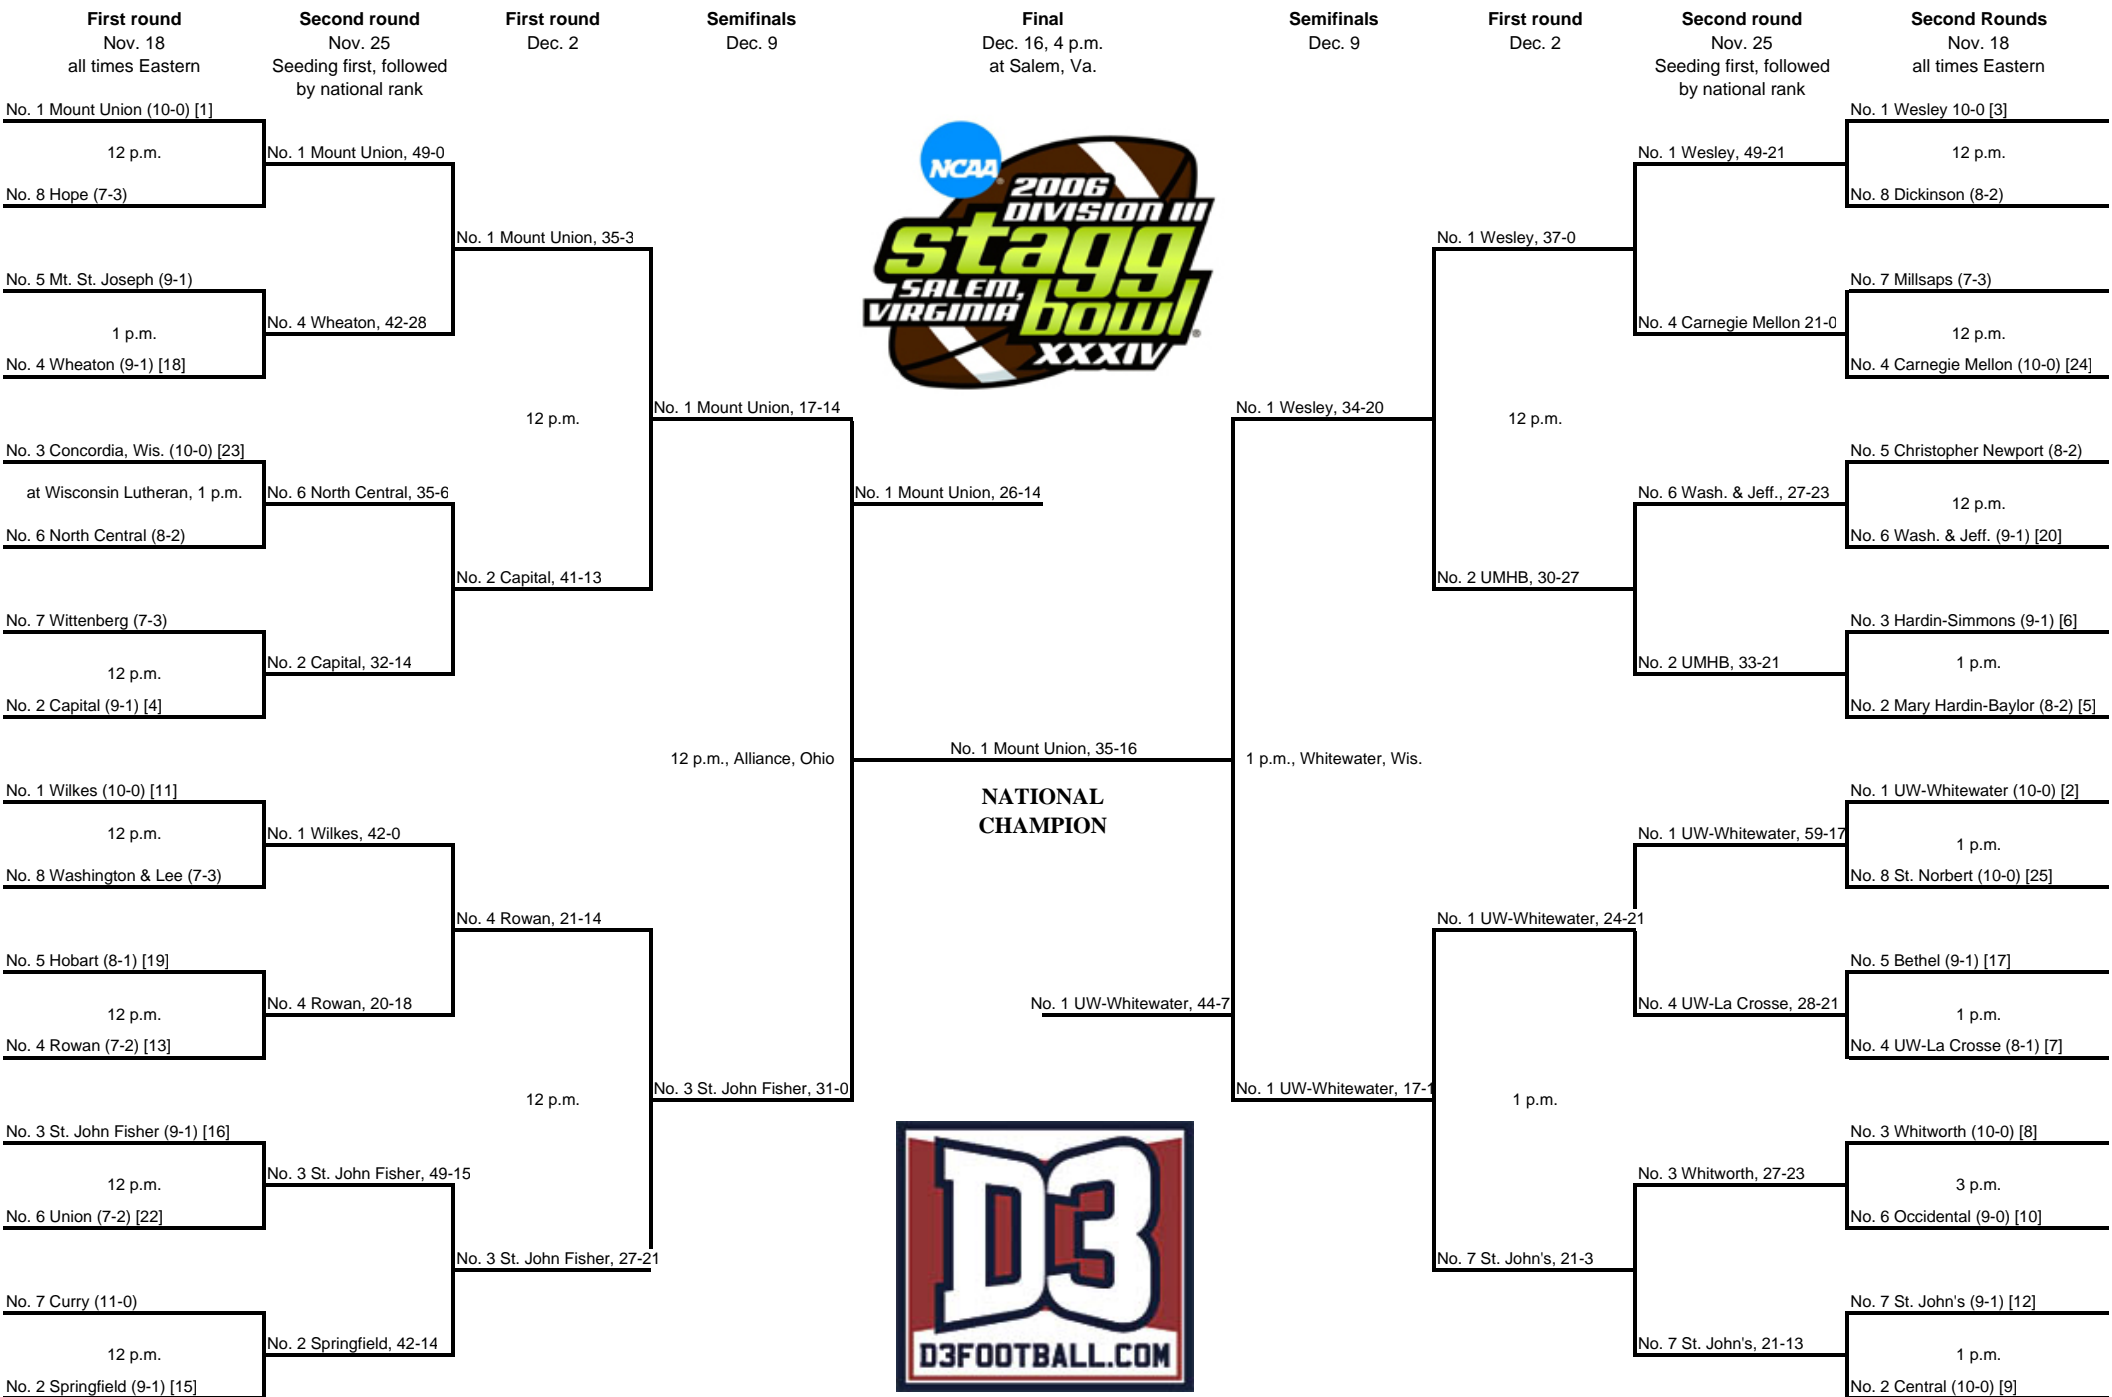 First round
Nov. 18
all times Eastern
Second round
Nov. 25
Seeding first, followed
by national rank
First round
Dec. 2
Semifinals
Dec. 9
Final
Dec. 16, 4 p.m.
at Salem, Va.
Semifinals
Dec. 9
First round
Dec. 2
Second round
Nov. 25
Seeding first, followed
by national rank
Second Rounds
Nov. 18
all times Eastern
No. 1 Mount Union (10-0) [1]
12 p.m.
No. 8 Hope (7-3)
No. 5 Mt. St. Joseph (9-1)
1 p.m.
No. 4 Wheaton (9-1) [18]
No. 3 Concordia, Wis. (10-0) [23]
at Wisconsin Lutheran, 1 p.m.
No. 6 North Central (8-2)
No. 7 Wittenberg (7-3)
12 p.m.
No. 2 Capital (9-1) [4]
No. 1 Wilkes (10-0) [11]
12 p.m.
No. 8 Washington & Lee (7-3)
No. 5 Hobart (8-1) [19]
12 p.m.
No. 4 Rowan (7-2) [13]
No. 3 St. John Fisher (9-1) [16]
12 p.m.
No. 6 Union (7-2) [22]
No. 7 Curry (11-0)
12 p.m.
No. 2 Springfield (9-1) [15]
No. 1 Mount Union, 49-0
No. 4 Wheaton, 42-28
No. 6 North Central, 35-6
No. 2 Capital, 32-14
No. 1 Wilkes, 42-0
No. 4 Rowan, 20-18
No. 3 St. John Fisher, 49-15
No. 2 Springfield, 42-14
No. 1 Mount Union, 35-3
12 p.m.
No. 2 Capital, 41-13
No. 4 Rowan, 21-14
12 p.m.
No. 3 St. John Fisher, 27-21
No. 1 Mount Union, 17-14
12 p.m., Alliance, Ohio
No. 3 St. John Fisher, 31-0
NCAA
2006
DIVISION III
stagg
SALEM,
VIRGINIA
bowl
XXXIV
No. 1 Mount Union, 26-14
No. 1 Mount Union, 35-16
NATIONAL
CHAMPION
No. 1 UW-Whitewater, 44-7
D3
D3FOOTBALL.COM
No. 1 Wesley, 34-20
1 p.m., Whitewater, Wis.
No. 1 UW-Whitewater, 17-1
No. 1 Wesley, 37-0
12 p.m.
No. 2 UMHB, 30-27
No. 1 UW-Whitewater, 24-21
1 p.m.
No. 7 St. John's, 21-3
No. 1 Wesley, 49-21
No. 4 Carnegie Mellon 21-0
No. 6 Wash. & Jeff., 27-23
No. 2 UMHB, 33-21
No. 1 UW-Whitewater, 59-17
No. 4 UW-La Crosse, 28-21
No. 3 Whitworth, 27-23
No. 7 St. John's, 21-13
No. 1 Wesley 10-0 [3]
12 p.m.
No. 8 Dickinson (8-2)
No. 7 Millsaps (7-3)
12 p.m.
No. 4 Carnegie Mellon (10-0) [24]
No. 5 Christopher Newport (8-2)
12 p.m.
No. 6 Wash. & Jeff. (9-1) [20]
No. 3 Hardin-Simmons (9-1) [6]
1 p.m.
No. 2 Mary Hardin-Baylor (8-2) [5]
No. 1 UW-Whitewater (10-0) [2]
1 p.m.
No. 8 St. Norbert (10-0) [25]
No. 5 Bethel (9-1) [17]
1 p.m.
No. 4 UW-La Crosse (8-1) [7]
No. 3 Whitworth (10-0) [8]
3 p.m.
No. 6 Occidental (9-0) [10]
No. 7 St. John's (9-1) [12]
1 p.m.
No. 2 Central (10-0) [9]